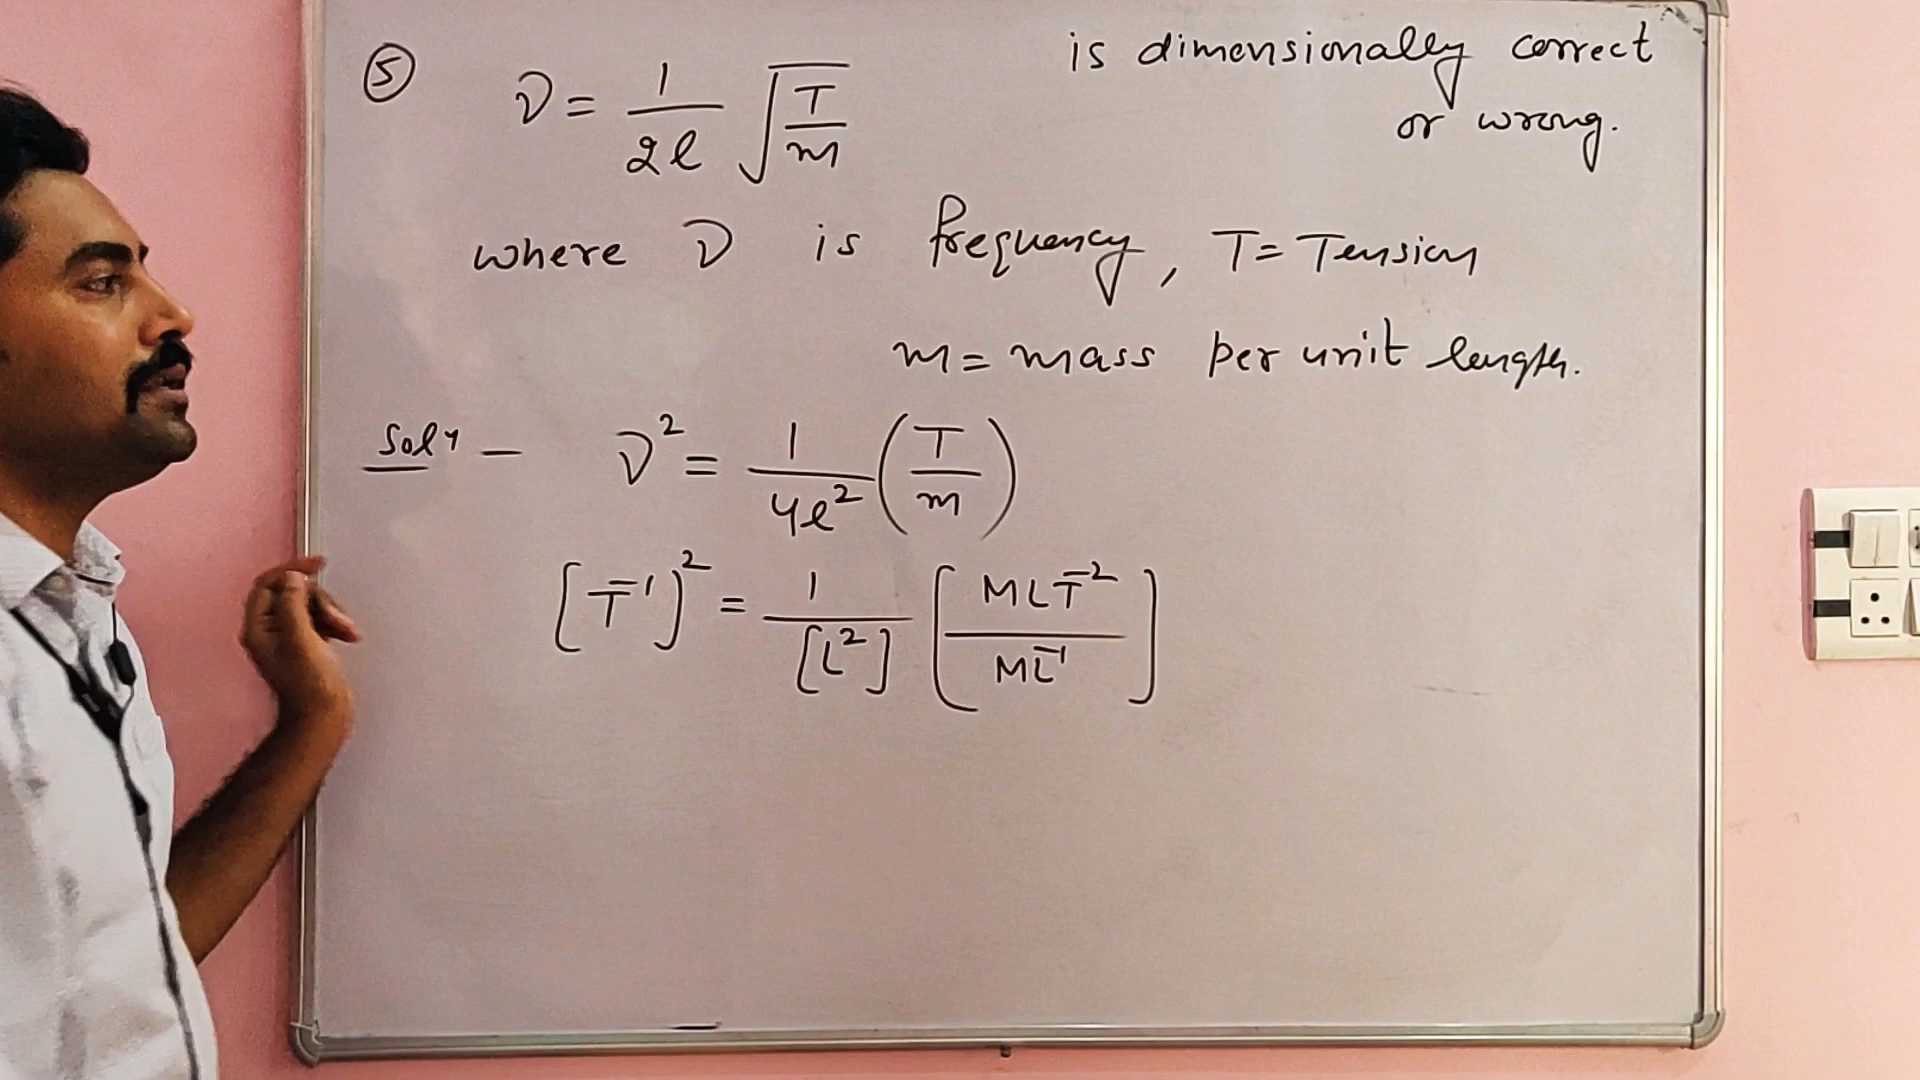 ⑤ ν = 1/2l √(T/m) is dimensionally correct
or wrong.
where ν is frequency, T = Tension
m = mass per unit length.
Solⁿ – ν² = 1/4l² (T/m)
[T⁻¹]² = 1/[L²] [MLT⁻²/ML⁻¹]